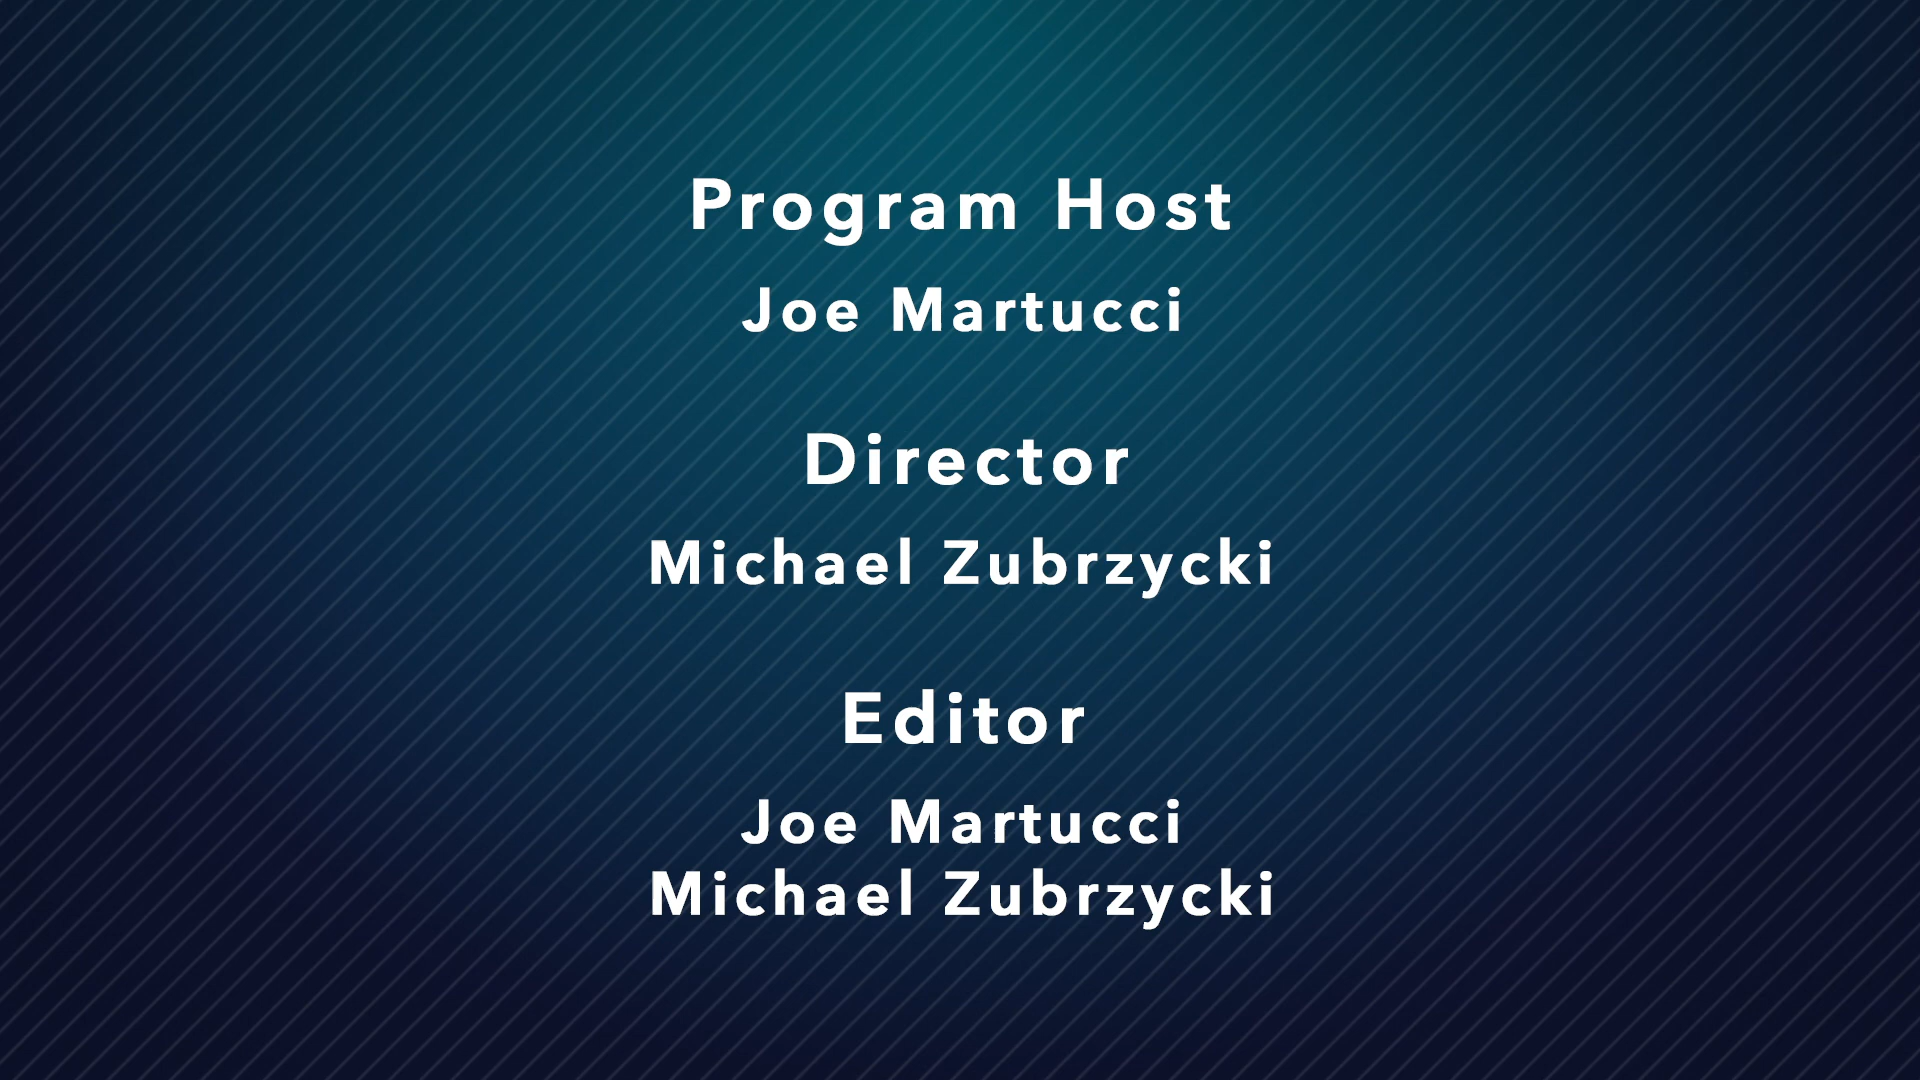 Program Host
Joe Martucci
Director
Michael Zubrzycki
Editor
Joe Martucci
Michael Zubrzycki